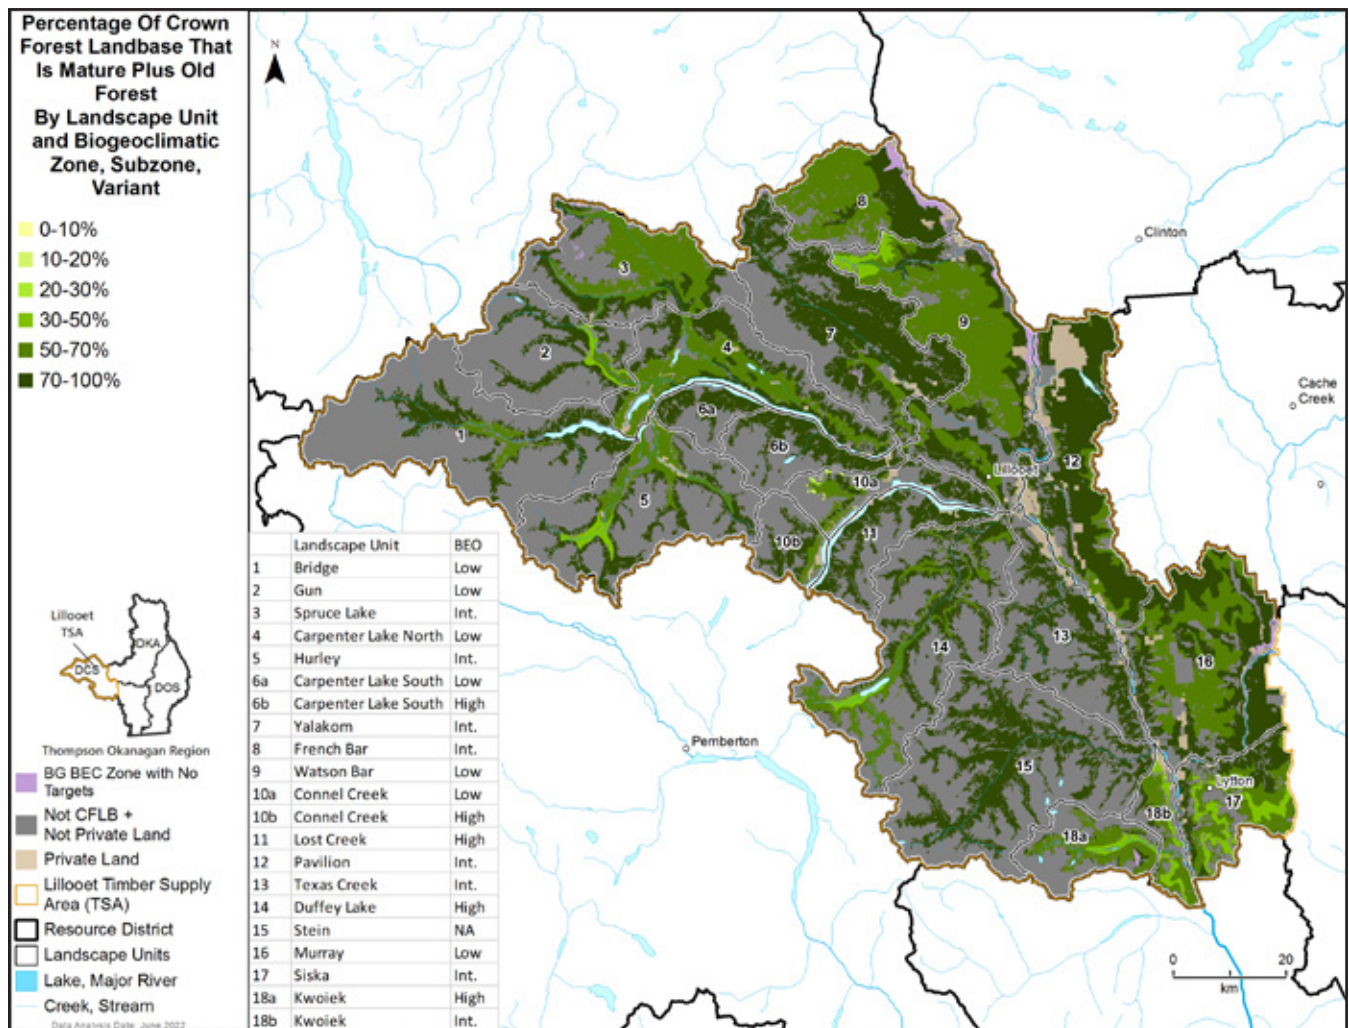 Percentage Of Crown
Forest Landbase That
Is Mature Plus Old
Forest
By Landscape Unit
and Biogeoclimatic
Zone, Subzone,
Variant
0-10%
10-20%
20-30%
30-50%
50-70%
70-100%
Lillooet
TSA
OKA
DCS
DOS
Thompson Okanagan Region
BG BEC Zone with No
Targets
Not CFLB +
Not Private Land
Private Land
Lillooet Timber Supply
Area (TSA)
Resource District
Landscape Units
Lake, Major River
Creek, Stream
Data Analysis Date: June 2022
N
8
Clinton
3
9
7
4
2
Cache
Creek
6a
1
6b
12
Lillooet
10a
5
11
10b
13
14
16
Pemberton
15
Lytton
17
18b
18a
0 20
km
Landscape Unit BEO
1 Bridge Low
2 Gun Low
3 Spruce Lake Int.
4 Carpenter Lake North Low
5 Hurley Int.
6a Carpenter Lake South Low
6b Carpenter Lake South High
7 Yalakom Int.
8 French Bar Int.
9 Watson Bar Low
10a Connel Creek Low
10b Connel Creek High
11 Lost Creek High
12 Pavilion Int.
13 Texas Creek Int.
14 Duffey Lake High
15 Stein NA
16 Murray Low
17 Siska Int.
18a Kwoiek High
18b Kwoiek Int.